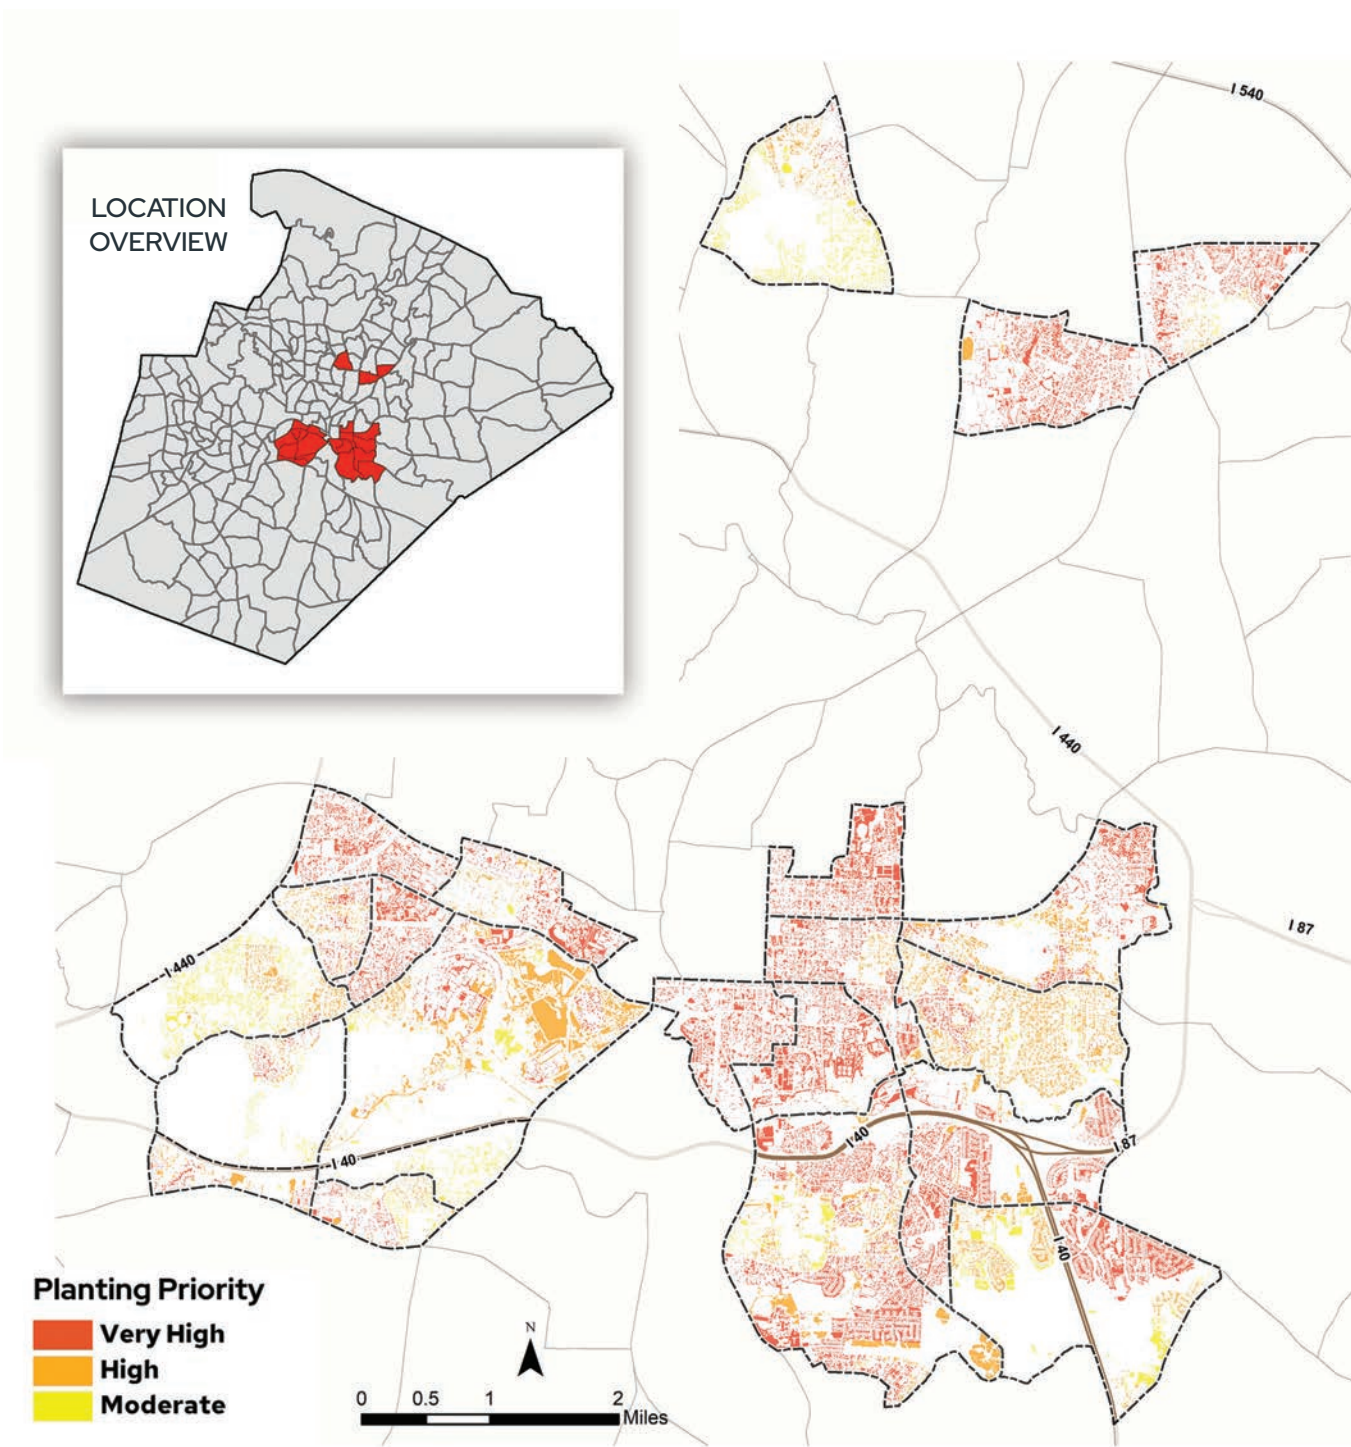 LOCATION
OVERVIEW
I 540
I 440
I 87
I 440
I 40
I 40
I 87
I 40
Planting Priority
Very High
High
Moderate
N
0 0.5 1 2
Miles